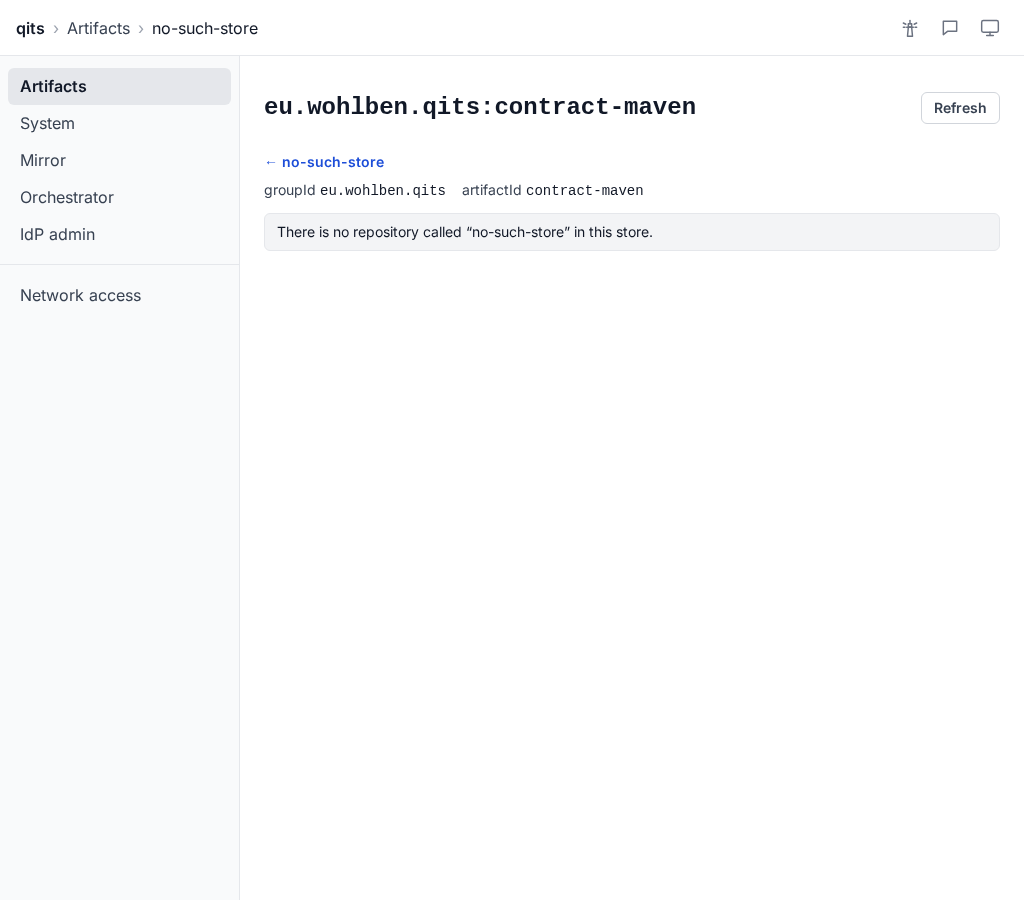 qits › Artifacts › no-such-store
Artifacts
System
Mirror
Orchestrator
IdP admin
Network access
eu.wohlben.qits:contract-maven
Refresh
← no-such-store
groupId eu.wohlben.qits artifactId contract-maven
There is no repository called “no-such-store” in this store.